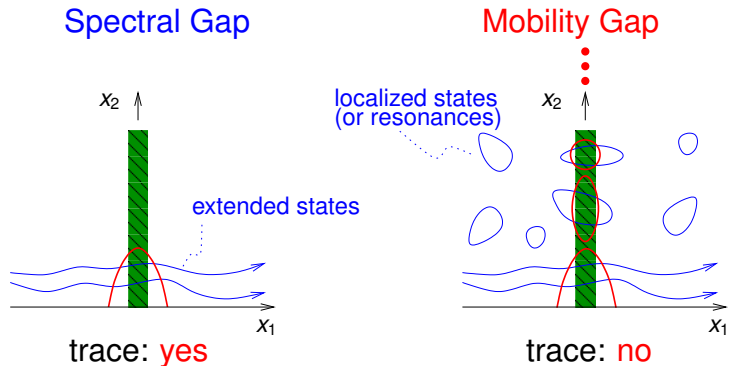 Spectral Gap
x2
extended states
x1
trace: yes
Mobility Gap
localized states
(or resonances)
x2
x1
trace: no